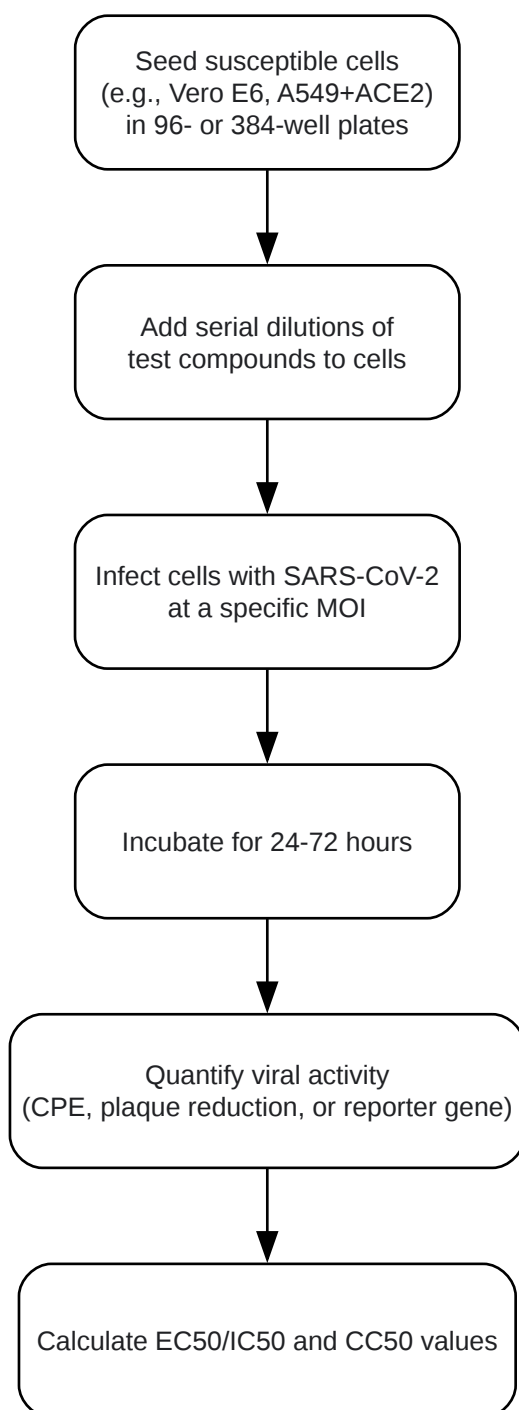 Seed susceptible cells
(e.g., Vero E6, A549+ACE2)
in 96- or 384-well plates
Add serial dilutions of
test compounds to cells
Infect cells with SARS-CoV-2
at a specific MOI
Incubate for 24-72 hours
Quantify viral activity
(CPE, plaque reduction, or reporter gene)
Calculate EC50/IC50 and CC50 values